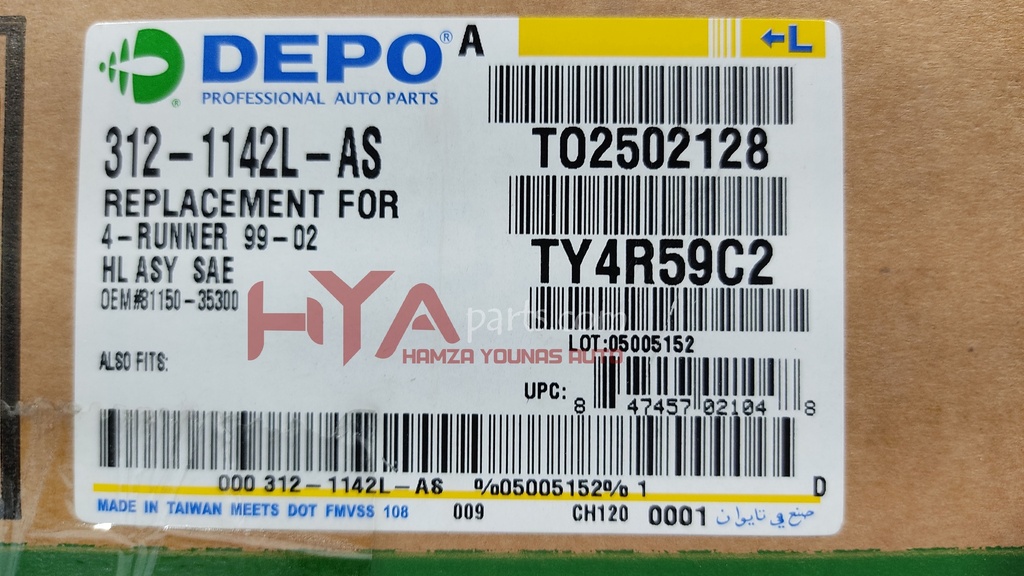 DEPO® A ←L
PROFESSIONAL AUTO PARTS
®
312-1142L-AS
TO2502128
REPLACEMENT FOR
4-RUNNER 99-02
TY4R59C2
HL ASY SAE
OEM#81150-35300
HYAparts.com
HAMZA YOUNAS AUTO
LOT:05005152
ALSO FITS:
UPC: 8 47457 02104 8
000 312-1142L-AS %05005152% 1 D
MADE IN TAIWAN MEETS DOT FMVSS 108 009 CH120 0001 صنع في تايوان